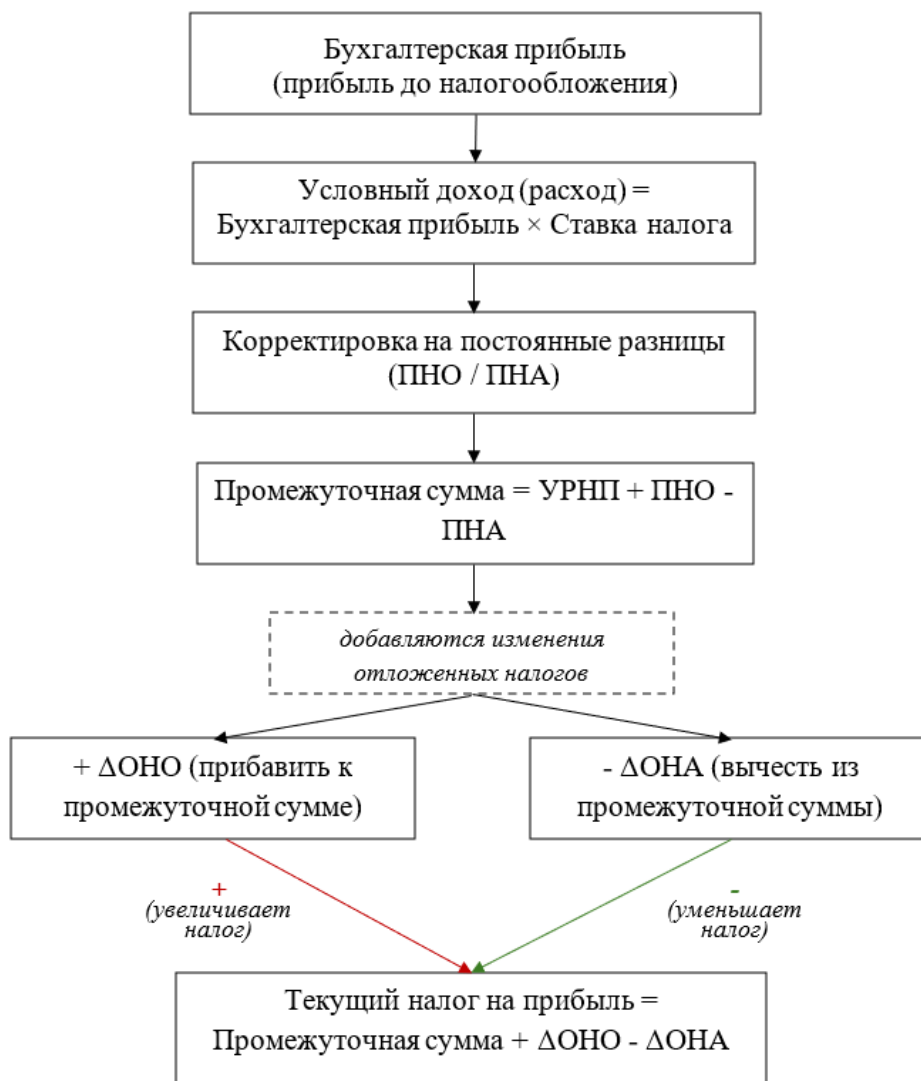 Бухгалтерская прибыль
(прибыль до налогообложения)
Условный доход (расход) =
Бухгалтерская прибыль × Ставка налога
Корректировка на постоянные разницы
(ПНО / ПНА)
Промежуточная сумма = УРНП + ПНО -
ПНА
добавляются изменения
отложенных налогов
+ ΔОНО (прибавить к
промежуточной сумме)
- ΔОНА (вычесть из
промежуточной суммы)
+
(увеличивает
налог)
-
(уменьшает
налог)
Текущий налог на прибыль =
Промежуточная сумма + ΔОНО - ΔОНА